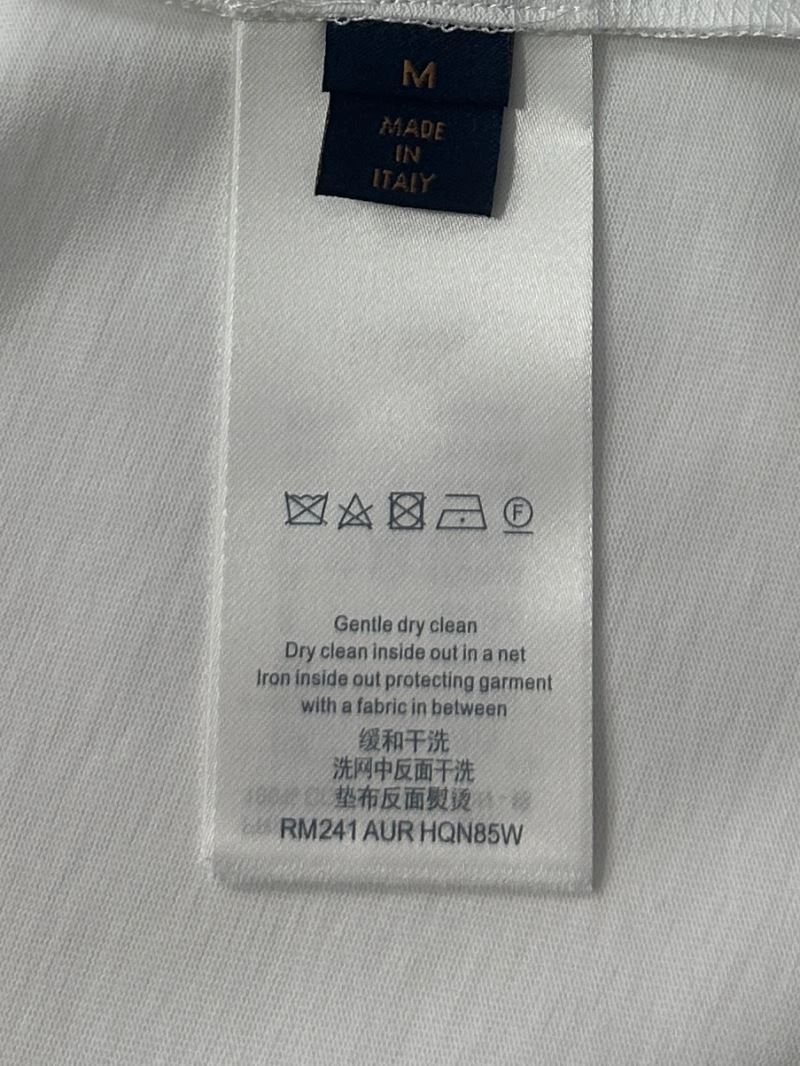 M
MADE
IN
ITALY
F
Gentle dry clean
Dry clean inside out in a net
Iron inside out protecting garment
with a fabric in between
缓和干洗
洗网中反面干洗
垫布反面熨烫
RM241 AUR HQN85W